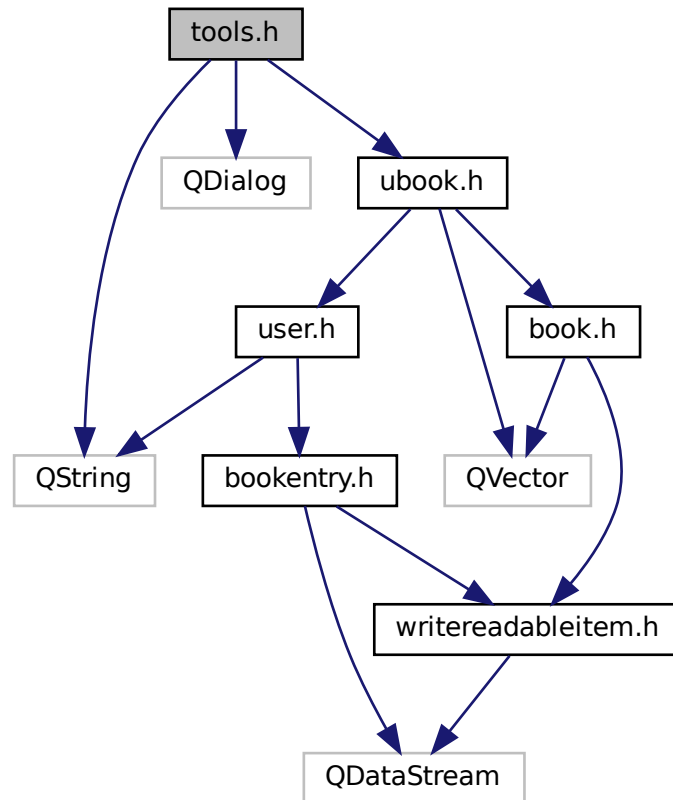 tools.h
QDialog
ubook.h
user.h
book.h
QString
bookentry.h
QVector
writereadableitem.h
QDataStream